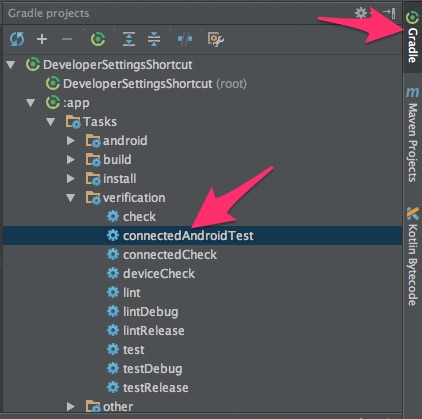 Gradle projects
DeveloperSettingsShortcut
DeveloperSettingsShortcut (root)
:app
Tasks
android
build
install
verification
check
connectedAndroidTest
connectedCheck
deviceCheck
lint
lintDebug
lintRelease
test
testDebug
testRelease
other
Gradle
m Maven Projects
Kotlin Bytecode